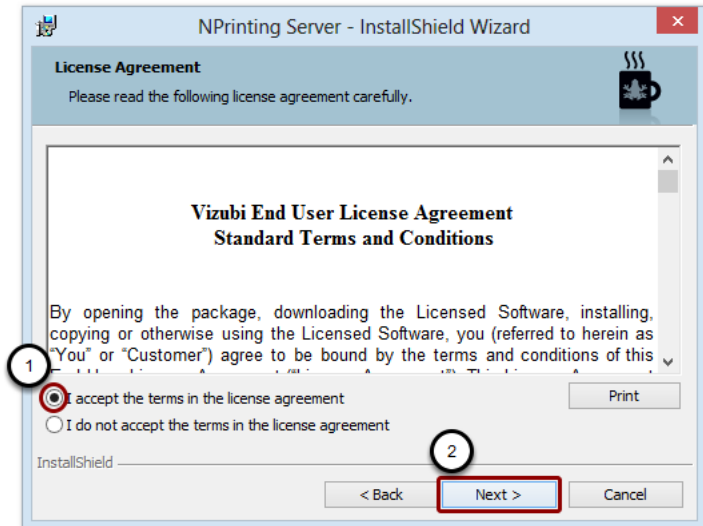 NPrinting Server - InstallShield Wizard
License Agreement
Please read the following license agreement carefully.
Vizubi End User License Agreement
Standard Terms and Conditions
By opening the package, downloading the Licensed Software, installing,
copying or otherwise using the Licensed Software, you (referred to herein as
"You" or "Customer") agree to be bound by the terms and conditions of this
1
I accept the terms in the license agreement
Print
I do not accept the terms in the license agreement
2
InstallShield
< Back Next > Cancel